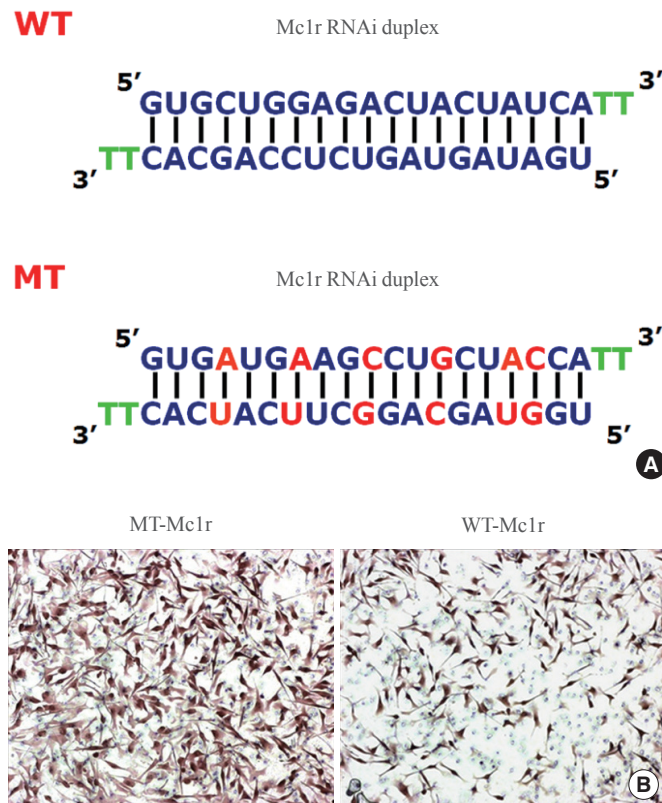 WT
Mc1r RNAi duplex
5′ 3′
GUGCUGGAGACUACUAUCATT
TTCACGACCUCUGAUGAUAGU
3′ 5′
MT
Mc1r RNAi duplex
5′ 3′
GUGAUGAAGCCUGCUACCATT
TTCACUACUUCGGACGAUGGU
3′ 5′
A
MT-Mc1r WT-Mc1r
B